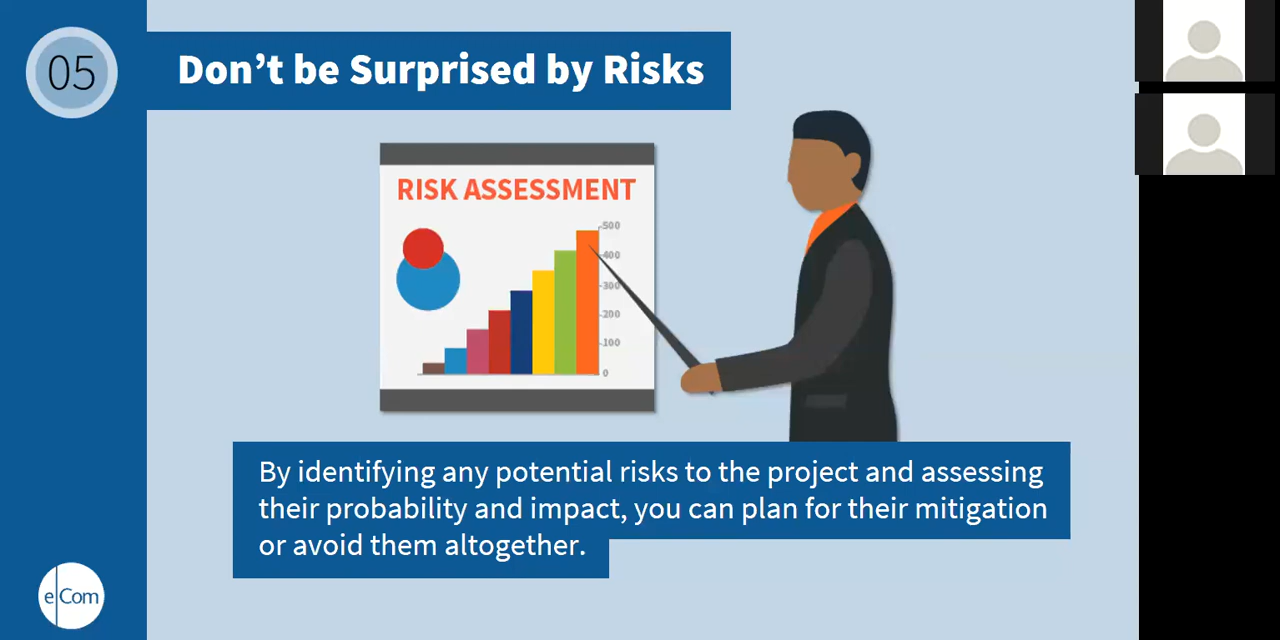 05
Don’t be Surprised by Risks
RISK ASSESSMENT
500
400
300
200
100
0
By identifying any potential risks to the project and assessing
their probability and impact, you can plan for their mitigation
or avoid them altogether.
e Com